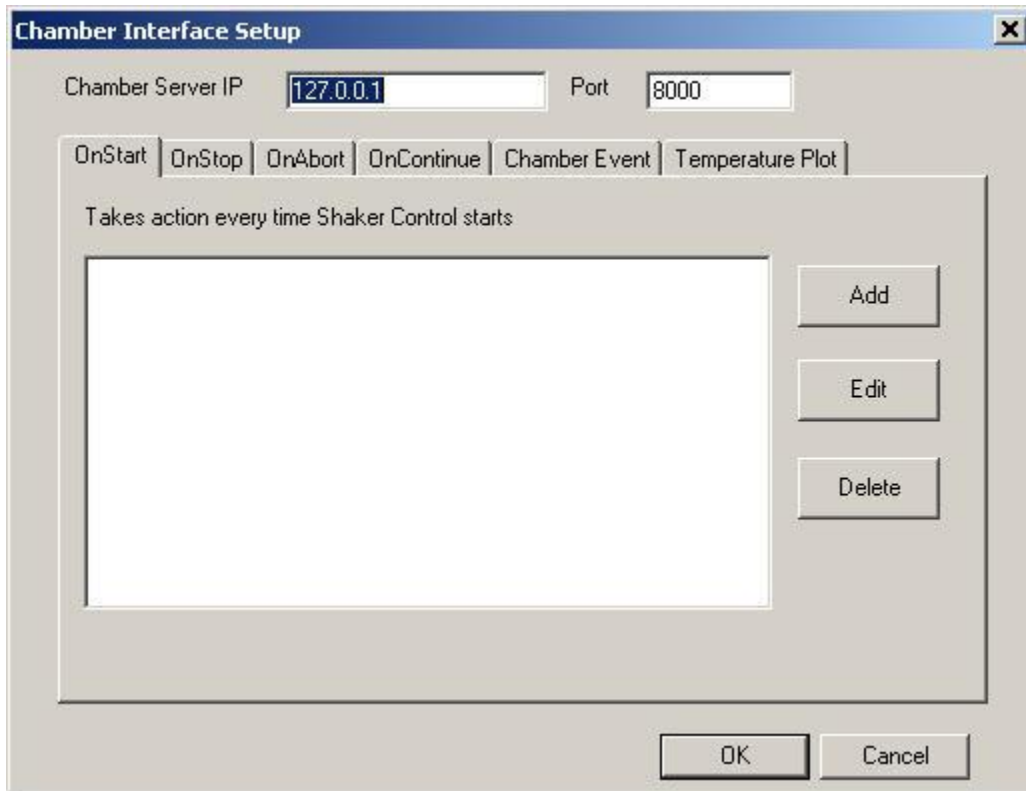 Chamber Interface Setup
Chamber Server IP 127.0.0.1 Port 8000
OnStart OnStop OnAbort OnContinue Chamber Event Temperature Plot
Takes action every time Shaker Control starts
Add
Edit
Delete
OK Cancel